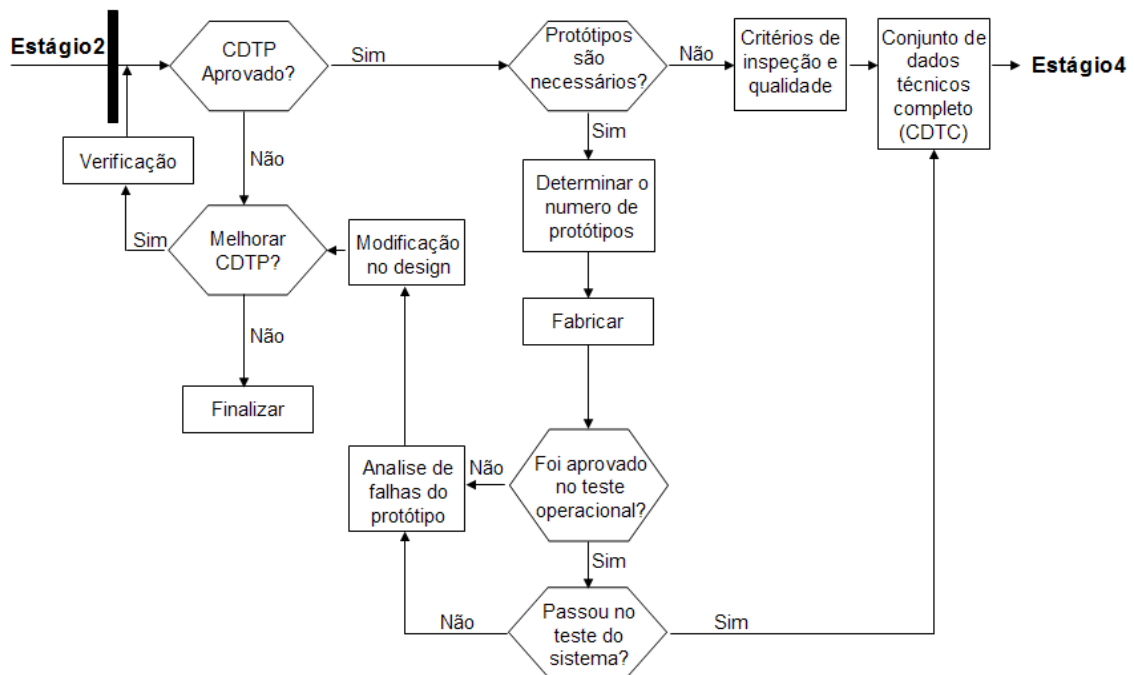 Estágio2
CDTP
Aprovado?
Sim
Protótipos
são
necessários?
Não
Critérios de
inspeção e
qualidade
Conjunto de
dados
técnicos
completo
(CDTC)
Estágio4
Verificação
Não
Sim
Determinar o
numero de
protótipos
Sim
Melhorar
CDTP?
Modificação
no design
Não
Fabricar
Finalizar
Analise de
falhas do
protótipo
Não
Foi aprovado
no teste
operacional?
Sim
Não
Passou no
teste do
sistema?
Sim